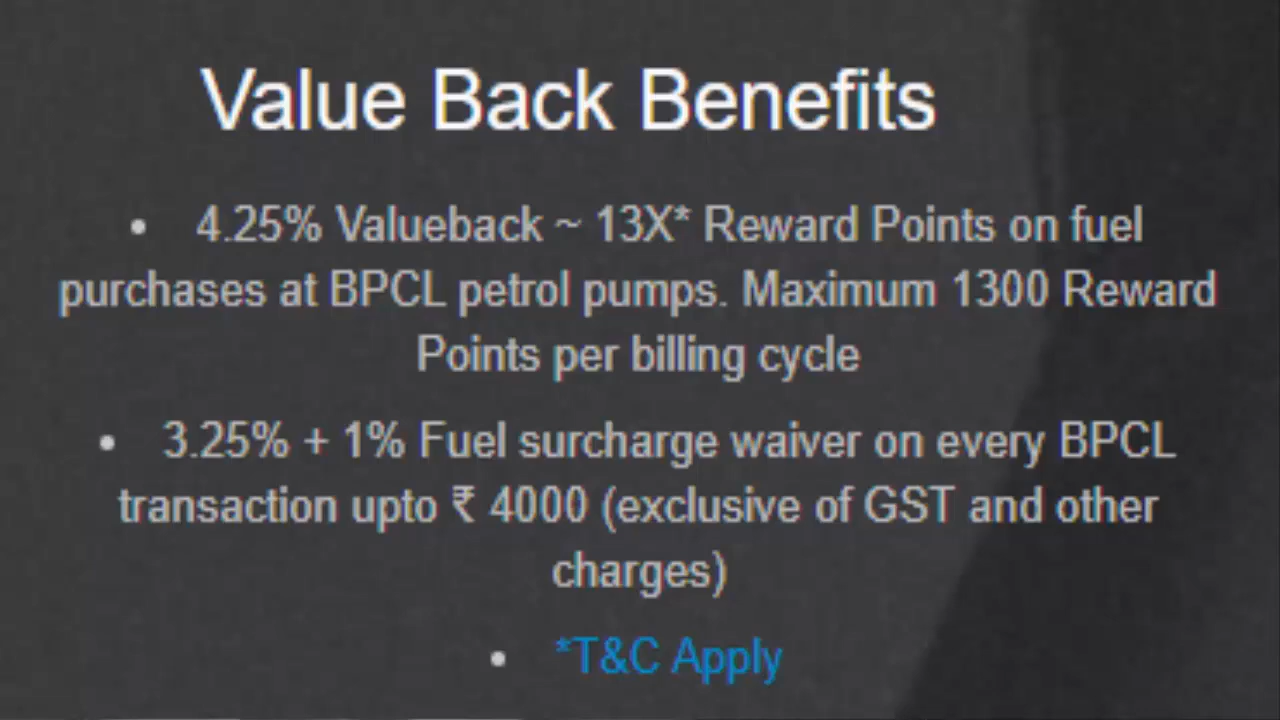 Value Back Benefits
• 4.25% Valueback ~ 13X* Reward Points on fuel
purchases at BPCL petrol pumps. Maximum 1300 Reward
Points per billing cycle
• 3.25% + 1% Fuel surcharge waiver on every BPCL
transaction upto ₹ 4000 (exclusive of GST and other
charges)
• *T&C Apply